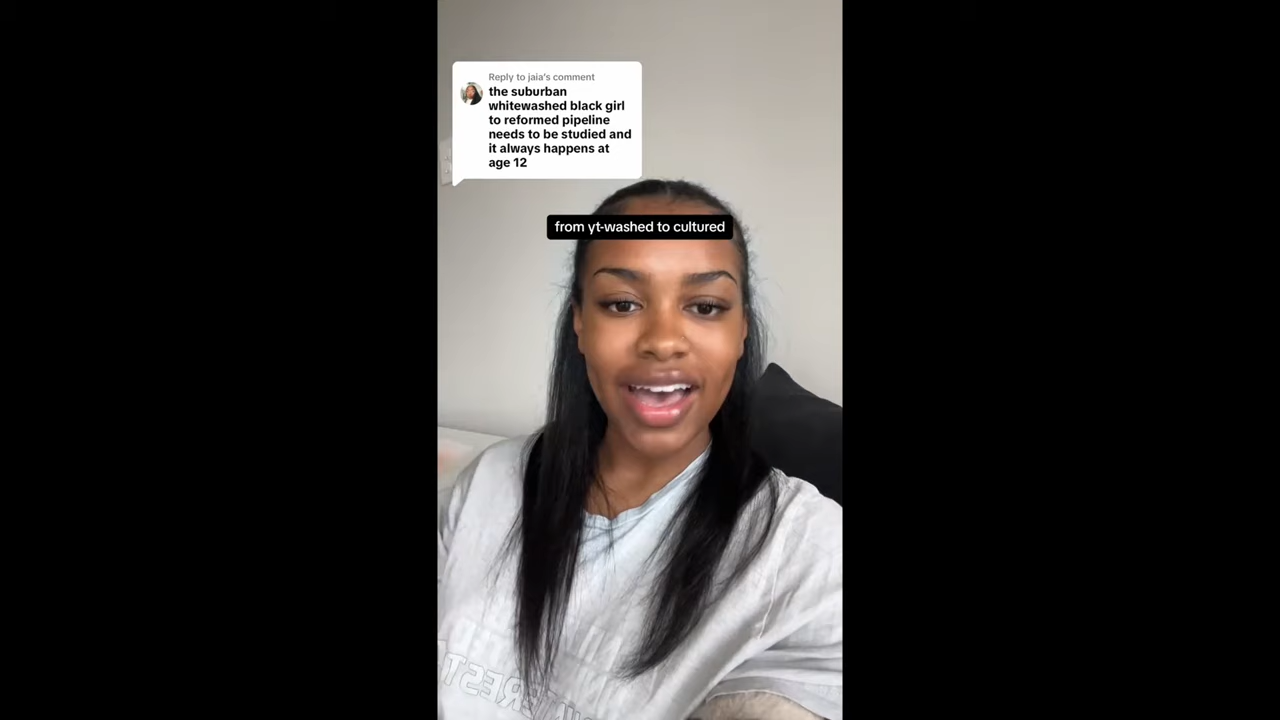 Reply to jaia's comment
the suburban
whitewashed black girl
to reformed pipeline
needs to be studied and
it always happens at
age 12
from yt-washed to cultured